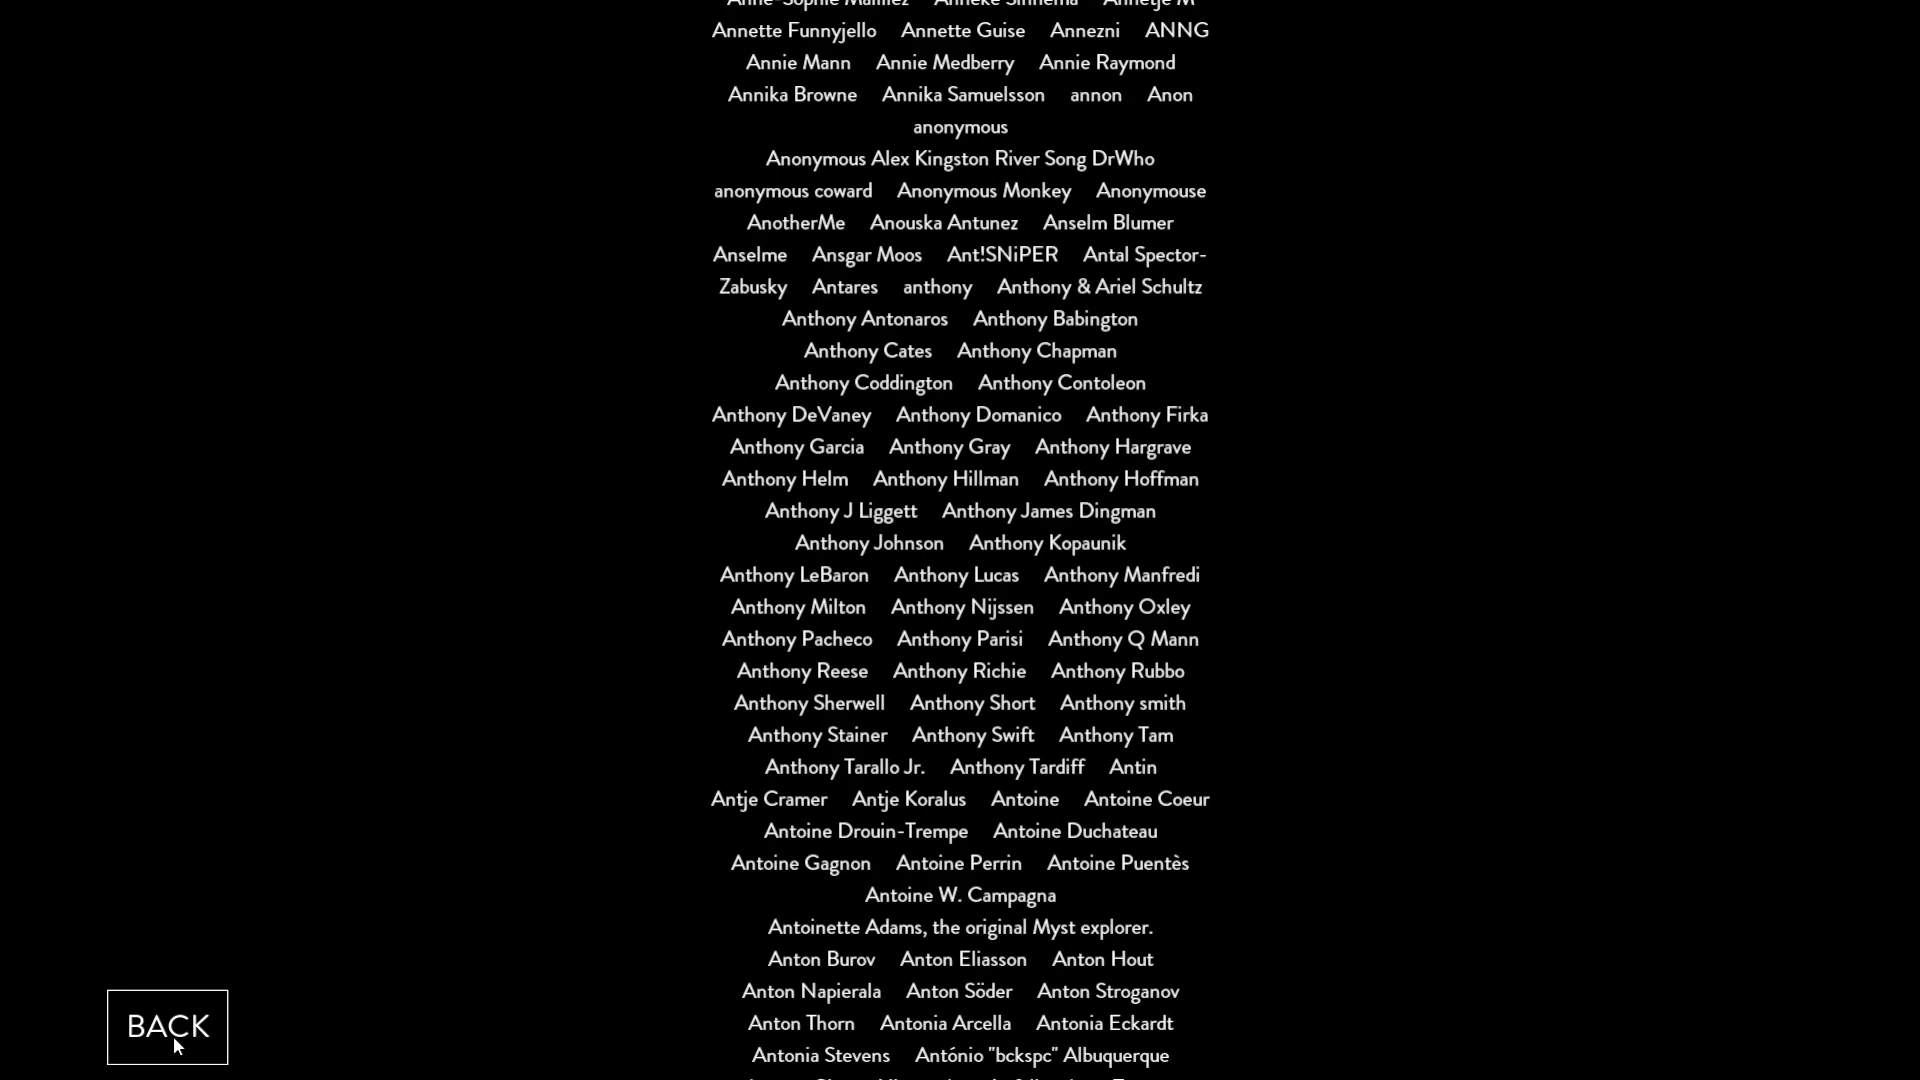 Anne-Sophie Mailliez Anneke Sinnema Annetje M
Annette Funnyjello Annette Guise Annezni ANNG
Annie Mann Annie Medberry Annie Raymond
Annika Browne Annika Samuelsson annon Anon
anonymous
Anonymous Alex Kingston River Song DrWho
anonymous coward Anonymous Monkey Anonymouse
AnotherMe Anouska Antunez Anselm Blumer
Anselme Ansgar Moos Ant!SNiPER Antal Spector-
Zabusky Antares anthony Anthony & Ariel Schultz
Anthony Antonaros Anthony Babington
Anthony Cates Anthony Chapman
Anthony Coddington Anthony Contoleon
Anthony DeVaney Anthony Domanico Anthony Firka
Anthony Garcia Anthony Gray Anthony Hargrave
Anthony Helm Anthony Hillman Anthony Hoffman
Anthony J Liggett Anthony James Dingman
Anthony Johnson Anthony Kopaunik
Anthony LeBaron Anthony Lucas Anthony Manfredi
Anthony Milton Anthony Nijssen Anthony Oxley
Anthony Pacheco Anthony Parisi Anthony Q Mann
Anthony Reese Anthony Richie Anthony Rubbo
Anthony Sherwell Anthony Short Anthony smith
Anthony Stainer Anthony Swift Anthony Tam
Anthony Tarallo Jr. Anthony Tardiff Antin
Antje Cramer Antje Koralus Antoine Antoine Coeur
Antoine Drouin-Trempe Antoine Duchateau
Antoine Gagnon Antoine Perrin Antoine Puentès
Antoine W. Campagna
Antoinette Adams, the original Myst explorer.
Anton Burov Anton Eliasson Anton Hout
Anton Napierala Anton Söder Anton Stroganov
Anton Thorn Antonia Arcella Antonia Eckardt
Antonia Stevens António "bckspc" Albuquerque
BACK